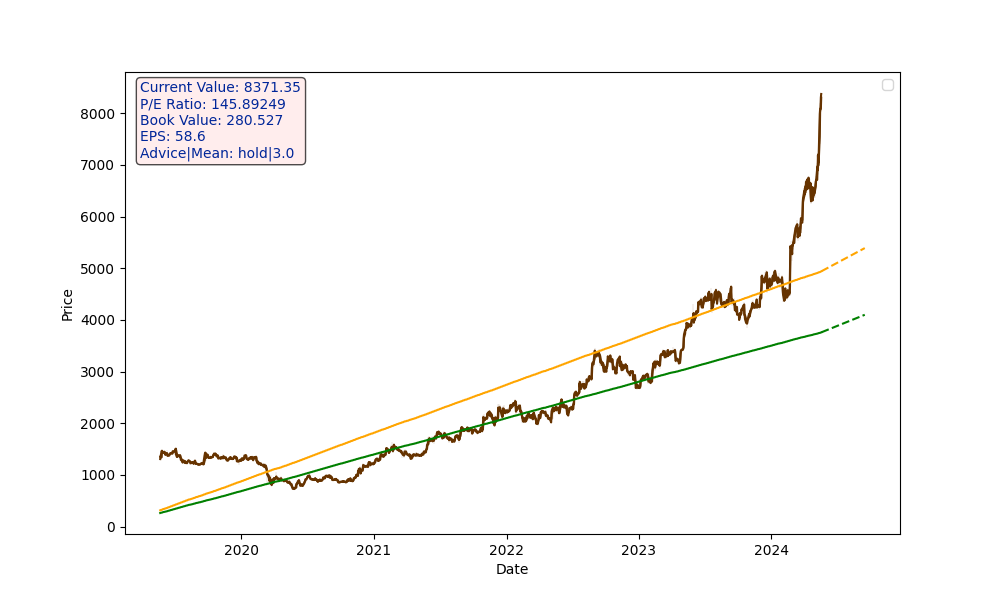 Current Value: 8371.35
P/E Ratio: 145.89249
Book Value: 280.527
EPS: 58.6
Advice|Mean: hold|3.0
8000
7000
6000
5000
4000
3000
2000
1000
0
Price
2020 2021 2022 2023 2024
Date